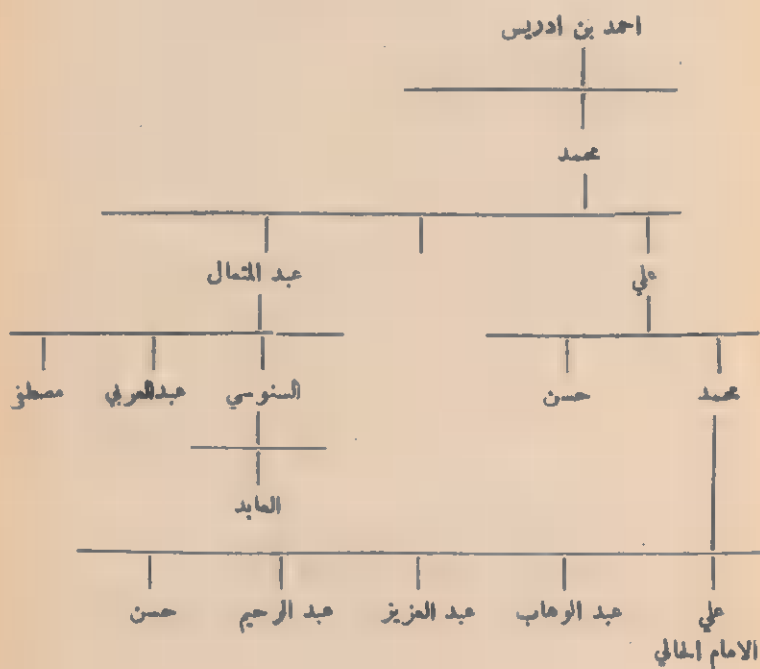 احمد بن ادريس
محمد
علي
عبد المتعال
محمد
حسن
السنوسي
عبدالعربي
مصطفى
العابد
علي
عبد الوهاب
عبد العزيز
عبد الرحيم
حسن
الامام الحالي